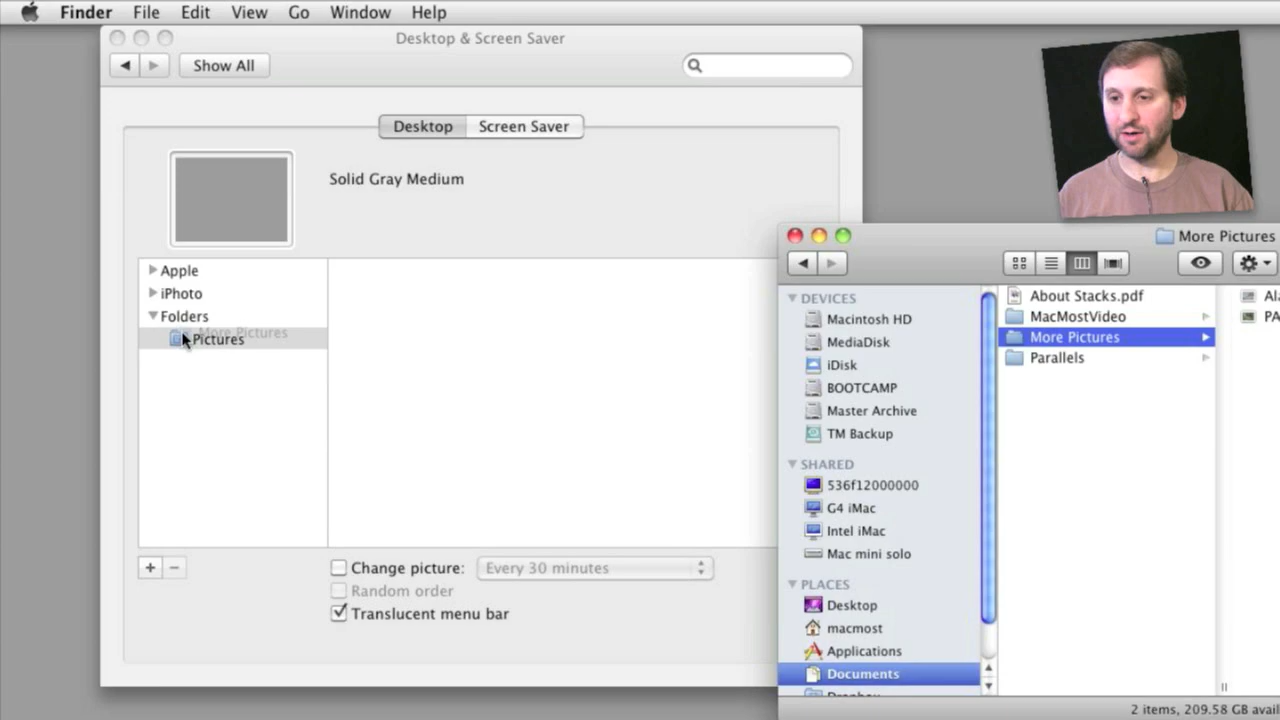 Finder File Edit View Go Window Help
Desktop & Screen Saver
Show All
Desktop Screen Saver
Solid Gray Medium
Apple
iPhoto
Folders
More Pictures
Pictures
+ −
Change picture: Every 30 minutes
Random order
Translucent menu bar
More Pictures
DEVICES
Macintosh HD
MediaDisk
iDisk
BOOTCAMP
Master Archive
TM Backup
SHARED
536f12000000
G4 iMac
Intel iMac
Mac mini solo
PLACES
Desktop
macmost
Applications
Documents
Dropbox
About Stacks.pdf
MacMostVideo
More Pictures
Parallels
PA
2 items, 209.58 GB avail